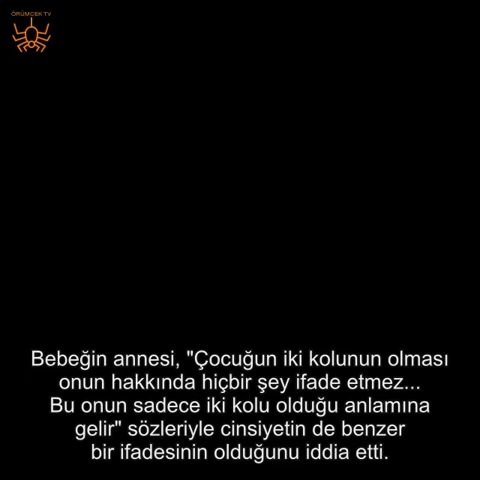 ÖRÜMCEK TV
Bebeğin annesi, "Çocuğun iki kolunun olması
onun hakkında hiçbir şey ifade etmez...
Bu onun sadece iki kolu olduğu anlamına
gelir" sözleriyle cinsiyetin de benzer
bir ifadesinin olduğunu iddia etti.